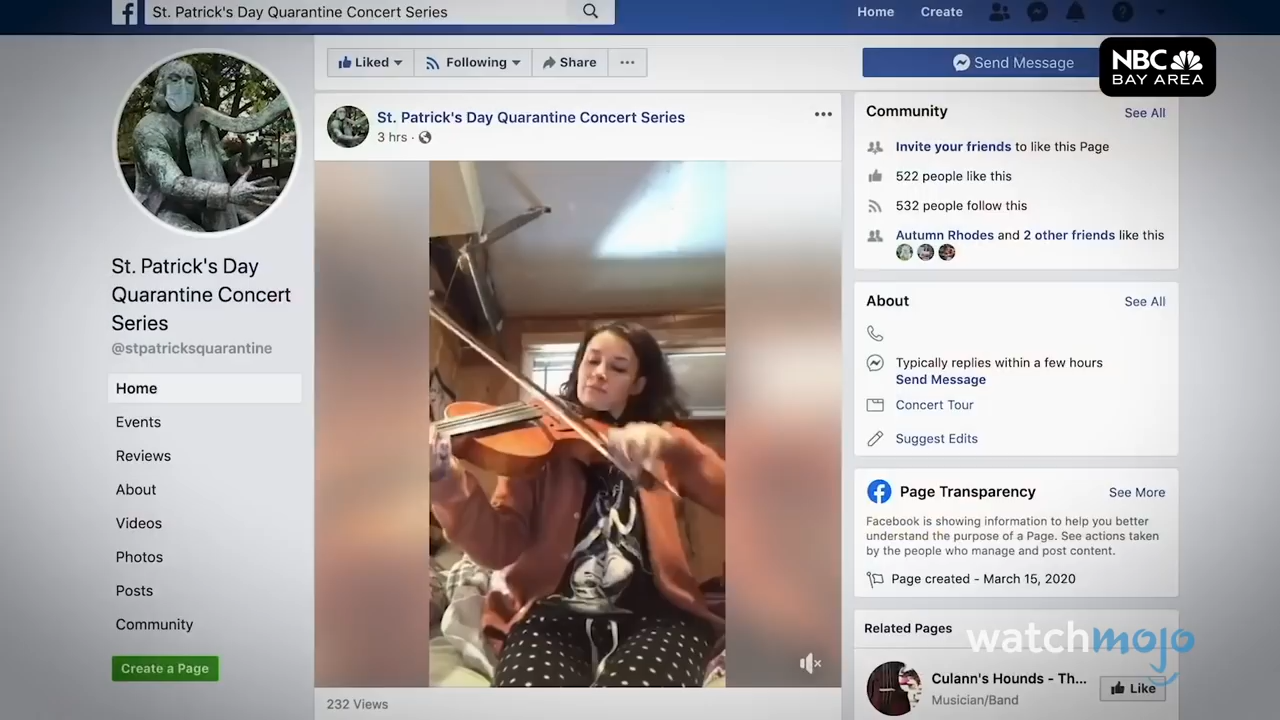 St. Patrick's Day Quarantine Concert Series
Home
Create
NBC
BAY AREA
Liked
Following
Share
Send Message
St. Patrick's Day Quarantine Concert Series
3 hrs ·
St. Patrick's Day
Quarantine Concert
Series
@stpatricksquarantine
Home
Events
Reviews
About
Videos
Photos
Posts
Community
Create a Page
232 Views
Community
See All
Invite your friends to like this Page
522 people like this
532 people follow this
Autumn Rhodes and 2 other friends like this
About
See All
Typically replies within a few hours
Send Message
Concert Tour
Suggest Edits
Page Transparency
See More
Facebook is showing information to help you better
understand the purpose of a Page. See actions taken
by the people who manage and post content.
Page created - March 15, 2020
Related Pages
watchmojo
Culann's Hounds - Th...
Musician/Band
Like